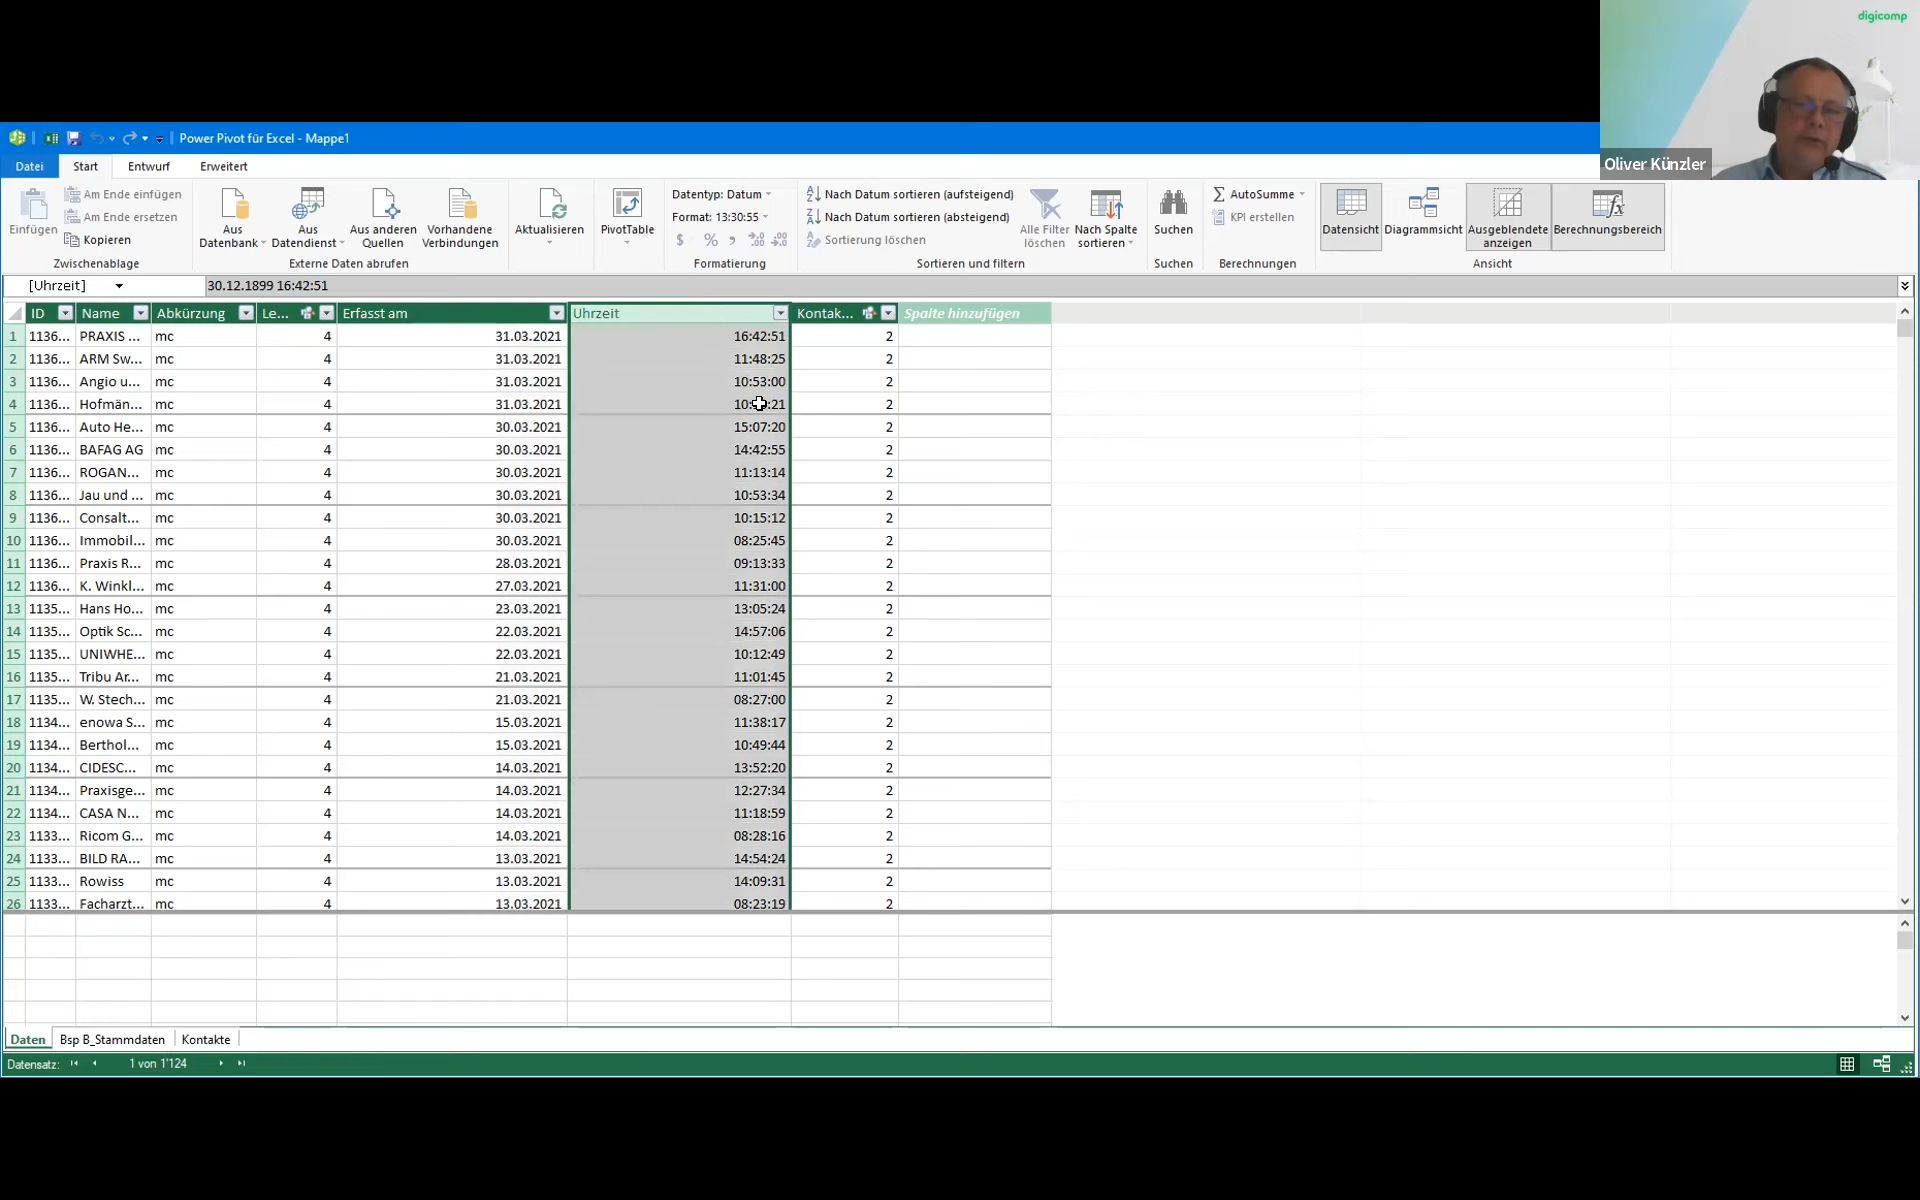 digicomp
Oliver Künzler
Power Pivot für Excel - Mappe1
Datei Start Entwurf Erweitert
Einfügen
Am Ende einfügen
Am Ende ersetzen
Kopieren
Zwischenablage
Aus Datenbank
Aus Datendienst
Aus anderen Quellen
Vorhandene Verbindungen
Externe Daten abrufen
Aktualisieren
PivotTable
Datentyp: Datum
Format: 13:30:55
$ % ,
Formatierung
Nach Datum sortieren (aufsteigend)
Nach Datum sortieren (absteigend)
Sortierung löschen
Alle Filter löschen
Nach Spalte sortieren
Sortieren und filtern
Suchen
Suchen
AutoSumme
KPI erstellen
Berechnungen
Datensicht
Diagrammsicht
Ausgeblendete anzeigen
Berechnungsbereich
Ansicht
[Uhrzeit] 30.12.1899 16:42:51
ID Name Abkürzung Le... Erfasst am Uhrzeit Kontak... Spalte hinzufügen
1 1136... PRAXIS ... mc 4 31.03.2021 16:42:51 2
2 1136... ARM Sw... mc 4 31.03.2021 11:48:25 2
3 1136... Angio u... mc 4 31.03.2021 10:53:00 2
4 1136... Hofmän... mc 4 31.03.2021 10: :21 2
5 1136... Auto He... mc 4 30.03.2021 15:07:20 2
6 1136... BAFAG AG mc 4 30.03.2021 14:42:55 2
7 1136... ROGAN... mc 4 30.03.2021 11:13:14 2
8 1136... Jau und ... mc 4 30.03.2021 10:53:34 2
9 1136... Consalt... mc 4 30.03.2021 10:15:12 2
10 1136... Immobil... mc 4 30.03.2021 08:25:45 2
11 1136... Praxis R... mc 4 28.03.2021 09:13:33 2
12 1136... K. Winkl... mc 4 27.03.2021 11:31:00 2
13 1135... Hans Ho... mc 4 23.03.2021 13:05:24 2
14 1135... Optik Sc... mc 4 22.03.2021 14:57:06 2
15 1135... UNIWHE... mc 4 22.03.2021 10:12:49 2
16 1135... Tribu Ar... mc 4 21.03.2021 11:01:45 2
17 1135... W. Stech... mc 4 21.03.2021 08:27:00 2
18 1134... enowa S... mc 4 15.03.2021 11:38:17 2
19 1134... Berthol... mc 4 15.03.2021 10:49:44 2
20 1134... CIDESC... mc 4 14.03.2021 13:52:20 2
21 1134... Praxisge... mc 4 14.03.2021 12:27:34 2
22 1134... CASA N... mc 4 14.03.2021 11:18:59 2
23 1133... Ricom G... mc 4 14.03.2021 08:28:16 2
24 1133... BILD RA... mc 4 13.03.2021 14:54:24 2
25 1133... Rowiss mc 4 13.03.2021 14:09:31 2
26 1133... Facharzt... mc 4 13.03.2021 08:23:19 2
Daten Bsp B_Stammdaten Kontakte
Datensatz: 1 von 1'124